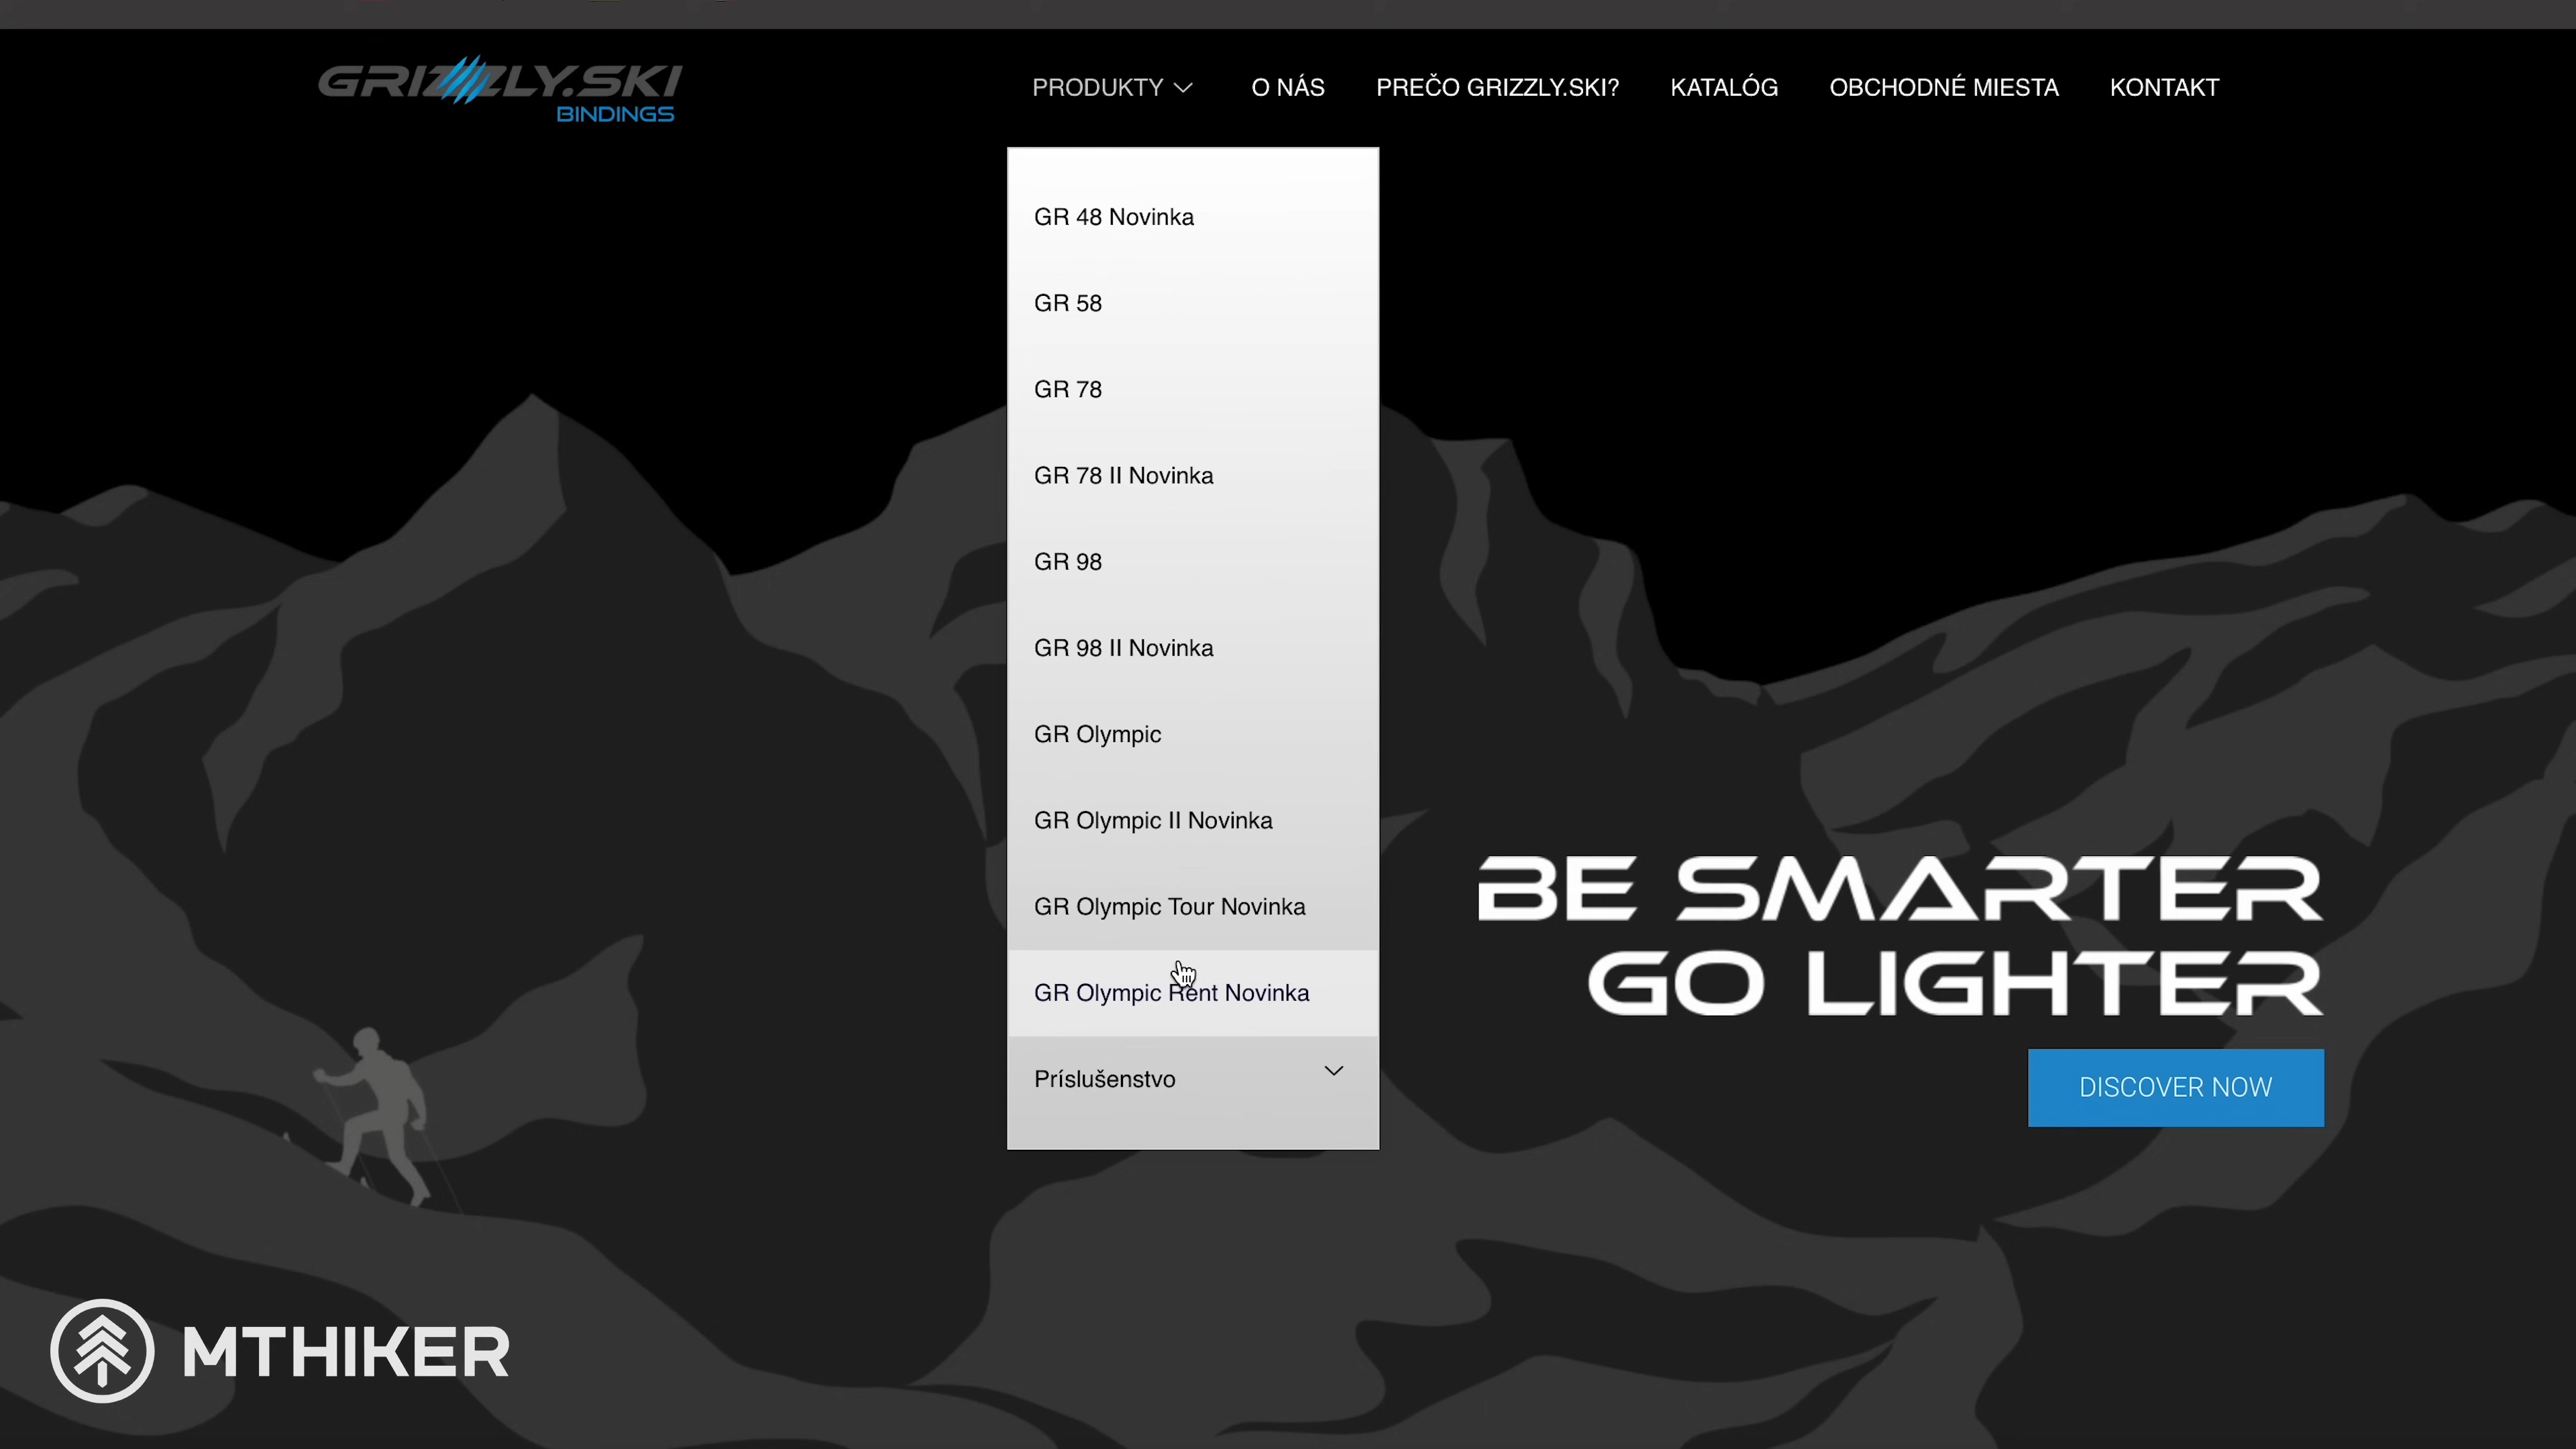 GRIZZLY.SKI
BINDINGS
PRODUKTY
O NÁS
PREČO GRIZZLY.SKI?
KATALÓG
OBCHODNÉ MIESTA
KONTAKT
GR 48 Novinka
GR 58
GR 78
GR 78 II Novinka
GR 98
GR 98 II Novinka
GR Olympic
GR Olympic II Novinka
GR Olympic Tour Novinka
GR Olympic Rent Novinka
Príslušenstvo
BE SMARTER
GO LIGHTER
DISCOVER NOW
MTHIKER